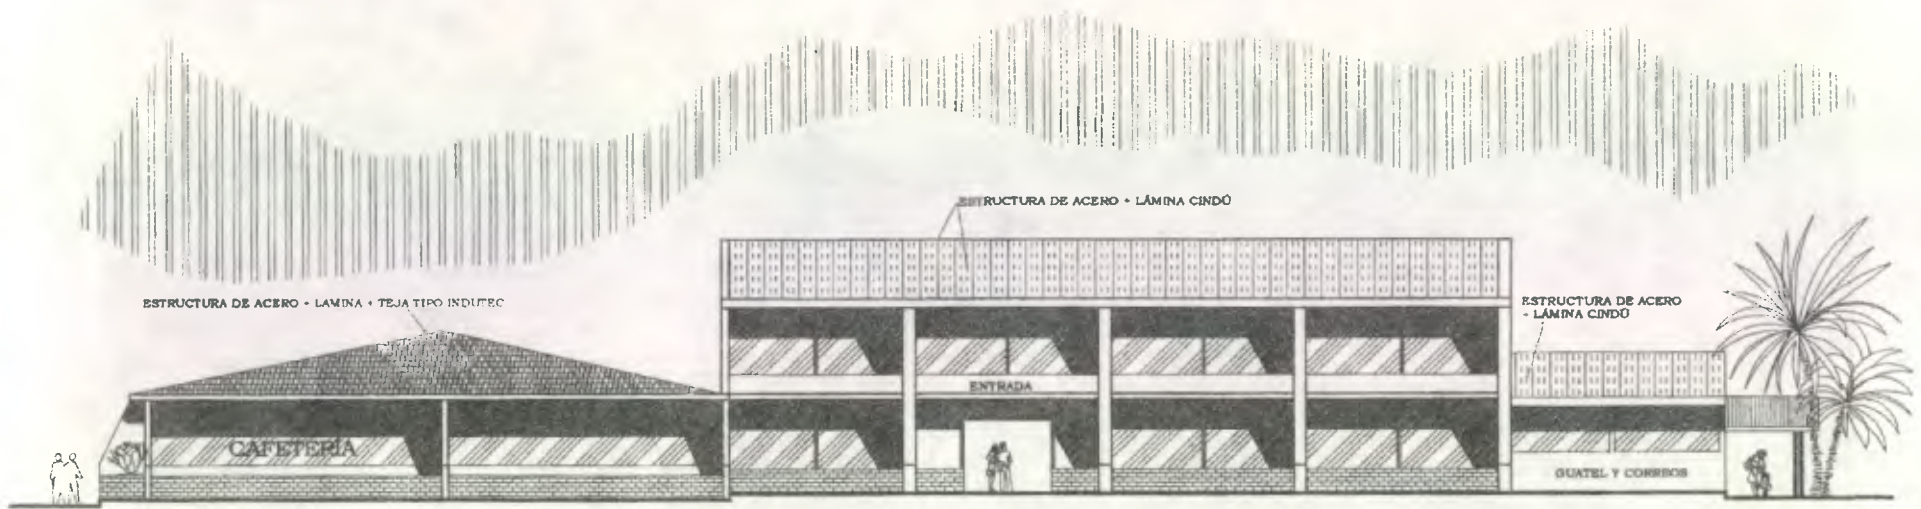 ESTRUCTURA DE ACERO + LÁMINA CINDÚ
ESTRUCTURA DE ACERO + LAMINA + TEJA TIPO INDUTEC
ESTRUCTURA DE ACERO
+ LÁMINA CINDÚ
ENTRADA
CAFETERÍA
GUATEL Y CORREOS